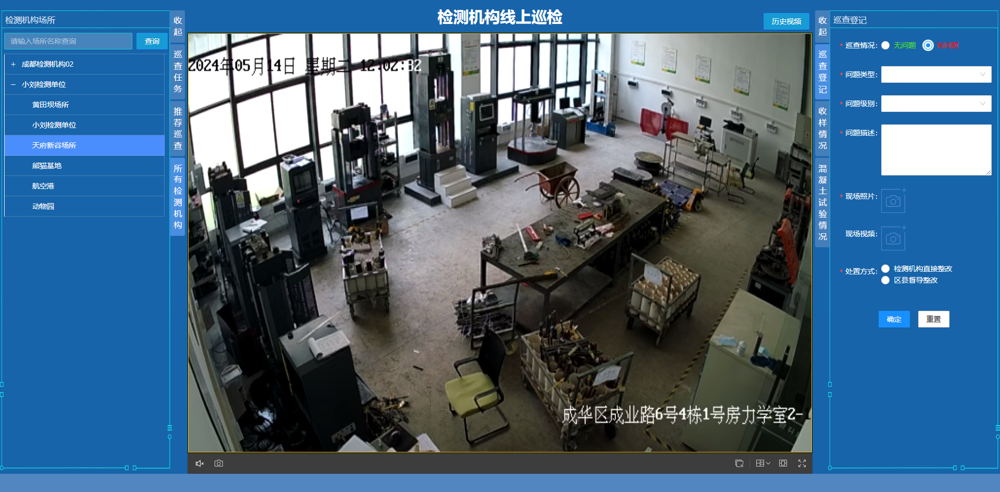 检测机构线上巡检
历史视频
检测机构场所
请输入场所名称查询
查询
成都检测机构02
小刘检测单位
黄田坝场所
小刘检测单位
天府新谷场所
熊猫基地
航空港
动物园
收起
巡查任务
推荐巡查
所有检测机构
2024年05月14日 星期二 12:02:32
成华区成业路6号4栋1号房力学室2-
收起
巡查登记
收样情况
混凝土试验情况
巡查登记
* 巡查情况: 无问题 有问题
* 问题类型:
* 问题级别:
* 问题描述:
* 现场照片:
现场视频:
* 处置方式: 检测机构直接整改
区县督导整改
确定
重置